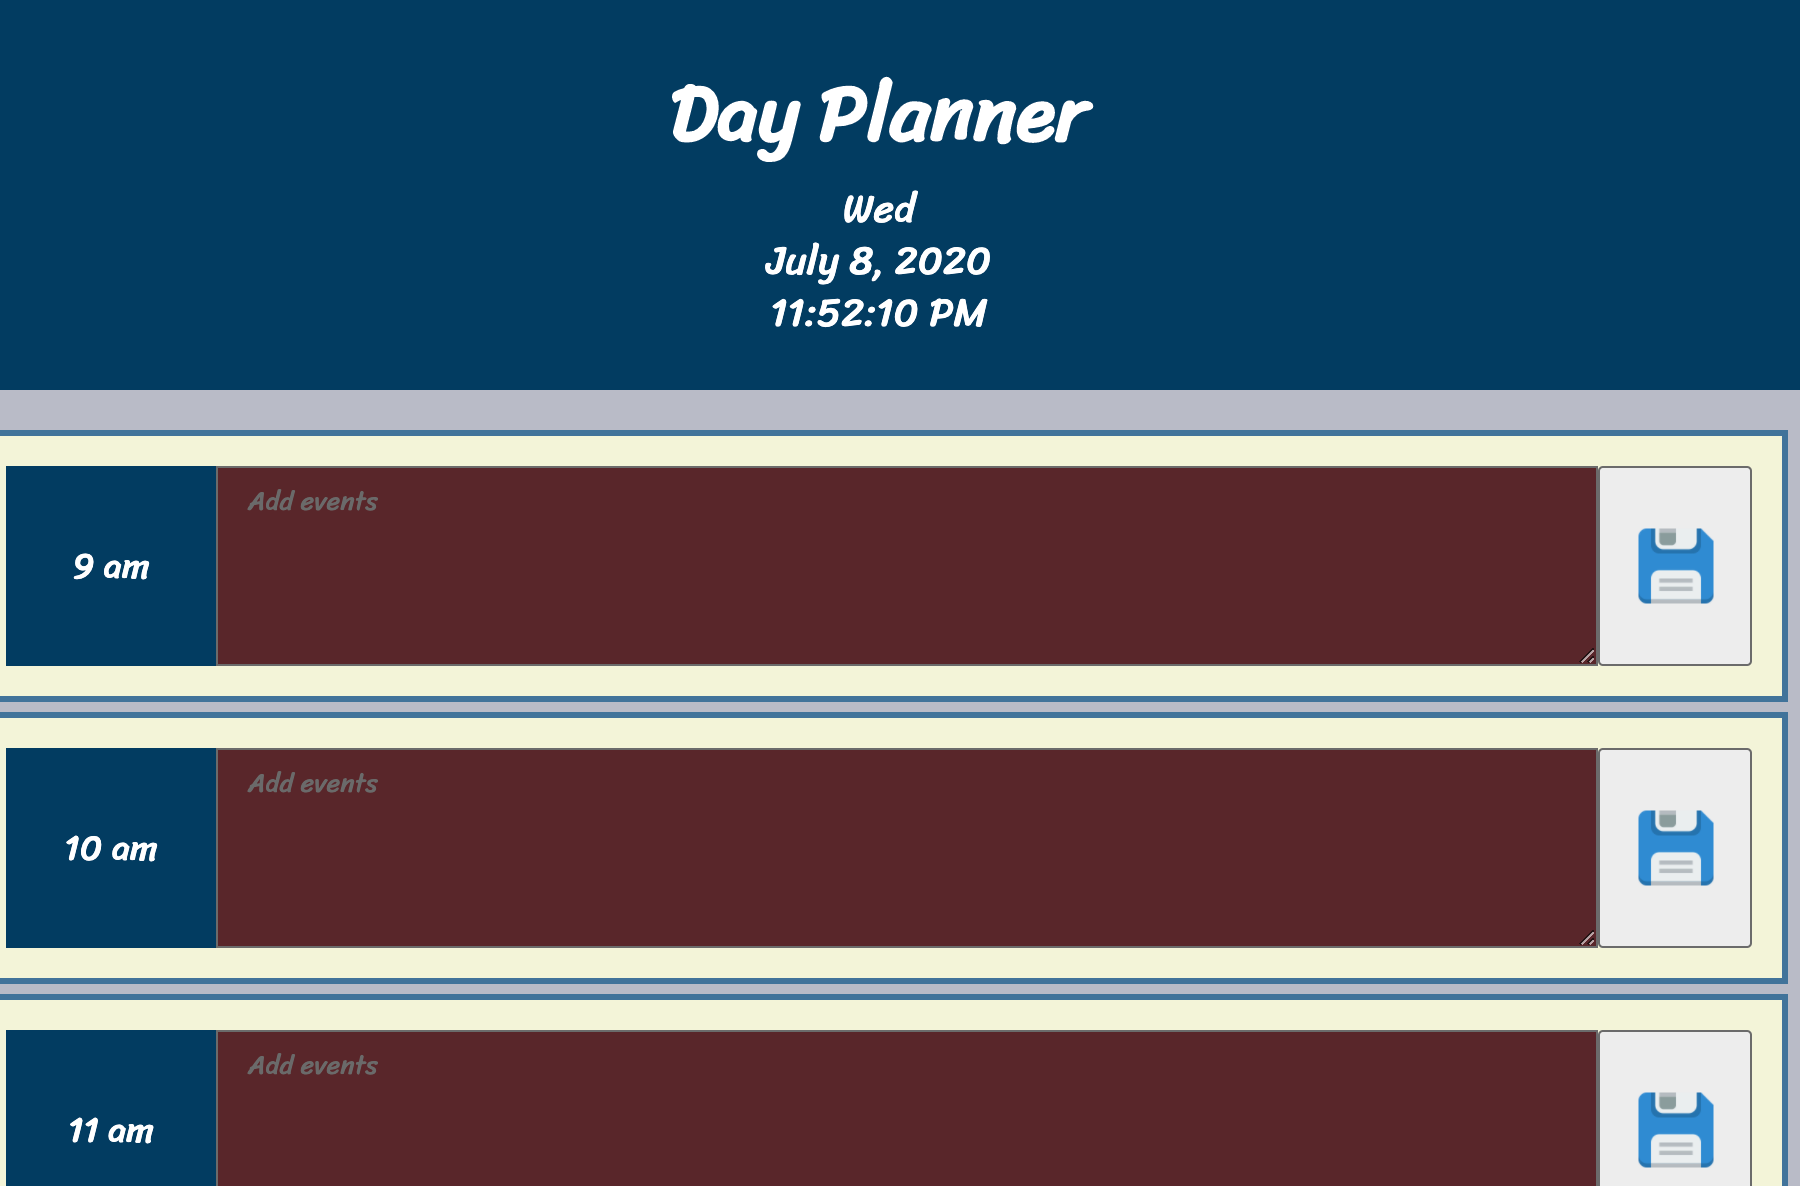 Day Planner
Wed
July 8, 2020
11:52:10 PM
9 am
Add events
10 am
Add events
11 am
Add events